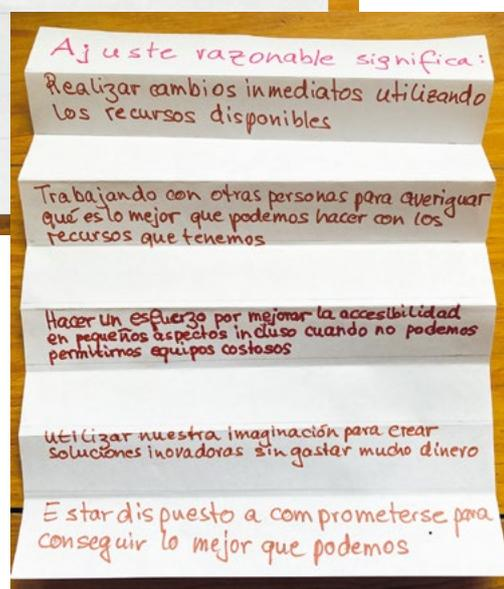 Ajuste razonable significa:
Realizar cambios inmediatos utilizando
los recursos disponibles
Trabajando con otras personas para averiguar
qué es lo mejor que podemos hacer con los
recursos que tenemos
Hacer un esfuerzo por mejorar la accesibilidad
en pequeños aspectos incluso cuando no podemos
permitirnos equipos costosos
utilizar nuestra imaginación para crear
soluciones inovadoras sin gastar mucho dinero
Estar dispuesto a comprometerse para
conseguir lo mejor que podemos